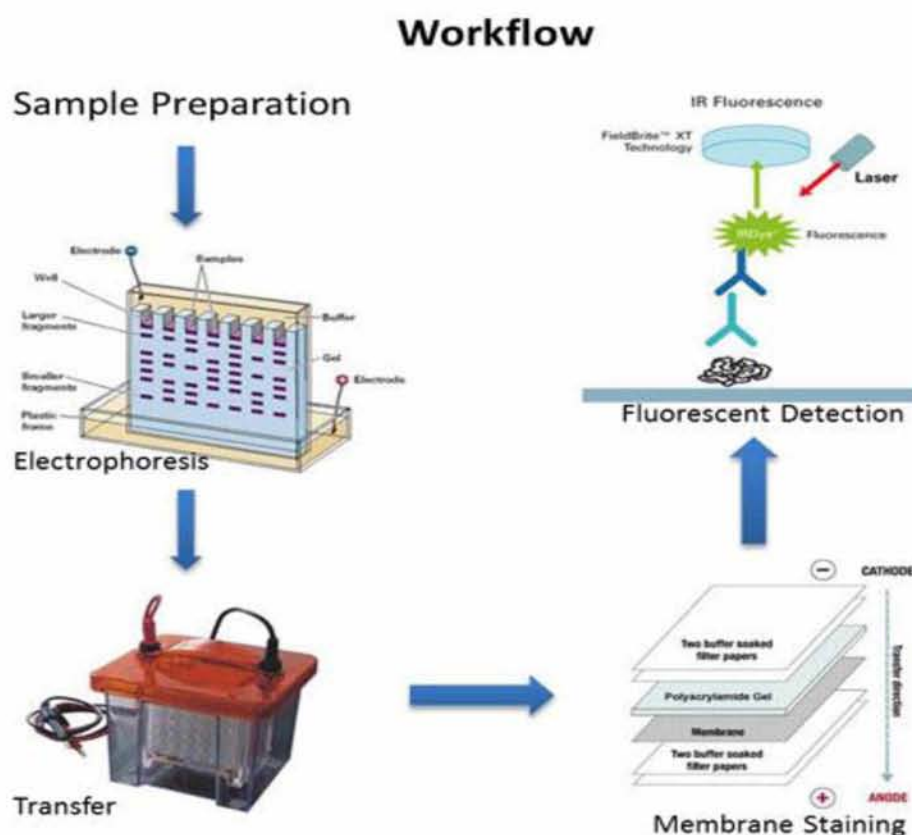 Workflow
Sample Preparation
Electrode
Well
Samples
Larger
fragments
Buffer
Gel
Smaller
fragments
Electrode
Plastic
frame
Electrophoresis
Transfer
CATHODE
Two buffer soaked
filter papers
Polyacrylamide Gel
Membrane
Two buffer soaked
filter papers
Transfer direction
ANODE
Membrane Staining
IR Fluorescence
FieldBrite™ XT
Technology
Laser
IRDye
Fluorescence
Fluorescent Detection